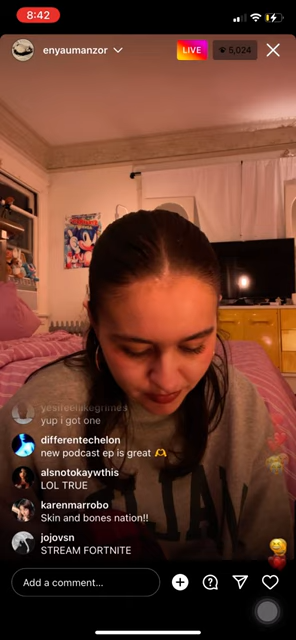 8:42
enyaumanzor
LIVE
5,024
yesifeelikegrimes
yup i got one
differentechelon
new podcast ep is great 🫶
alsnotokaywthis
LOL TRUE
karenmarrobo
Skin and bones nation!!
jojovsn
STREAM FORTNITE
Add a comment...